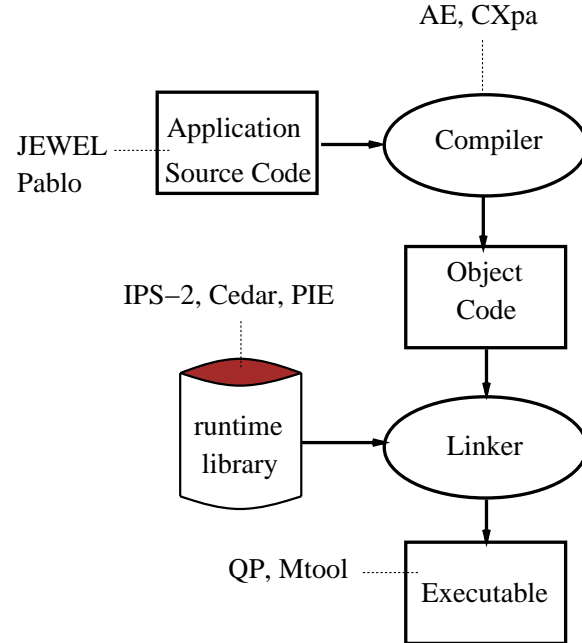 AE, CXpa
Application
Source Code
Compiler
JEWEL
Pablo
Object
Code
IPS−2, Cedar, PIE
runtime
library
Linker
QP, Mtool
Executable